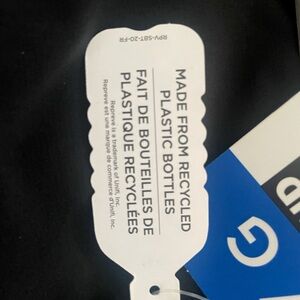 MADE FROM RECYCLED
PLASTIC BOTTLES
FAIT DE BOUTEILLES DE
PLASTIQUE RECYCLÉES
Repreve is a trademark of Unifi, Inc.
Repreve est une marque de commerce d'Unifi, Inc.
RPV-SBT-20-FR
G